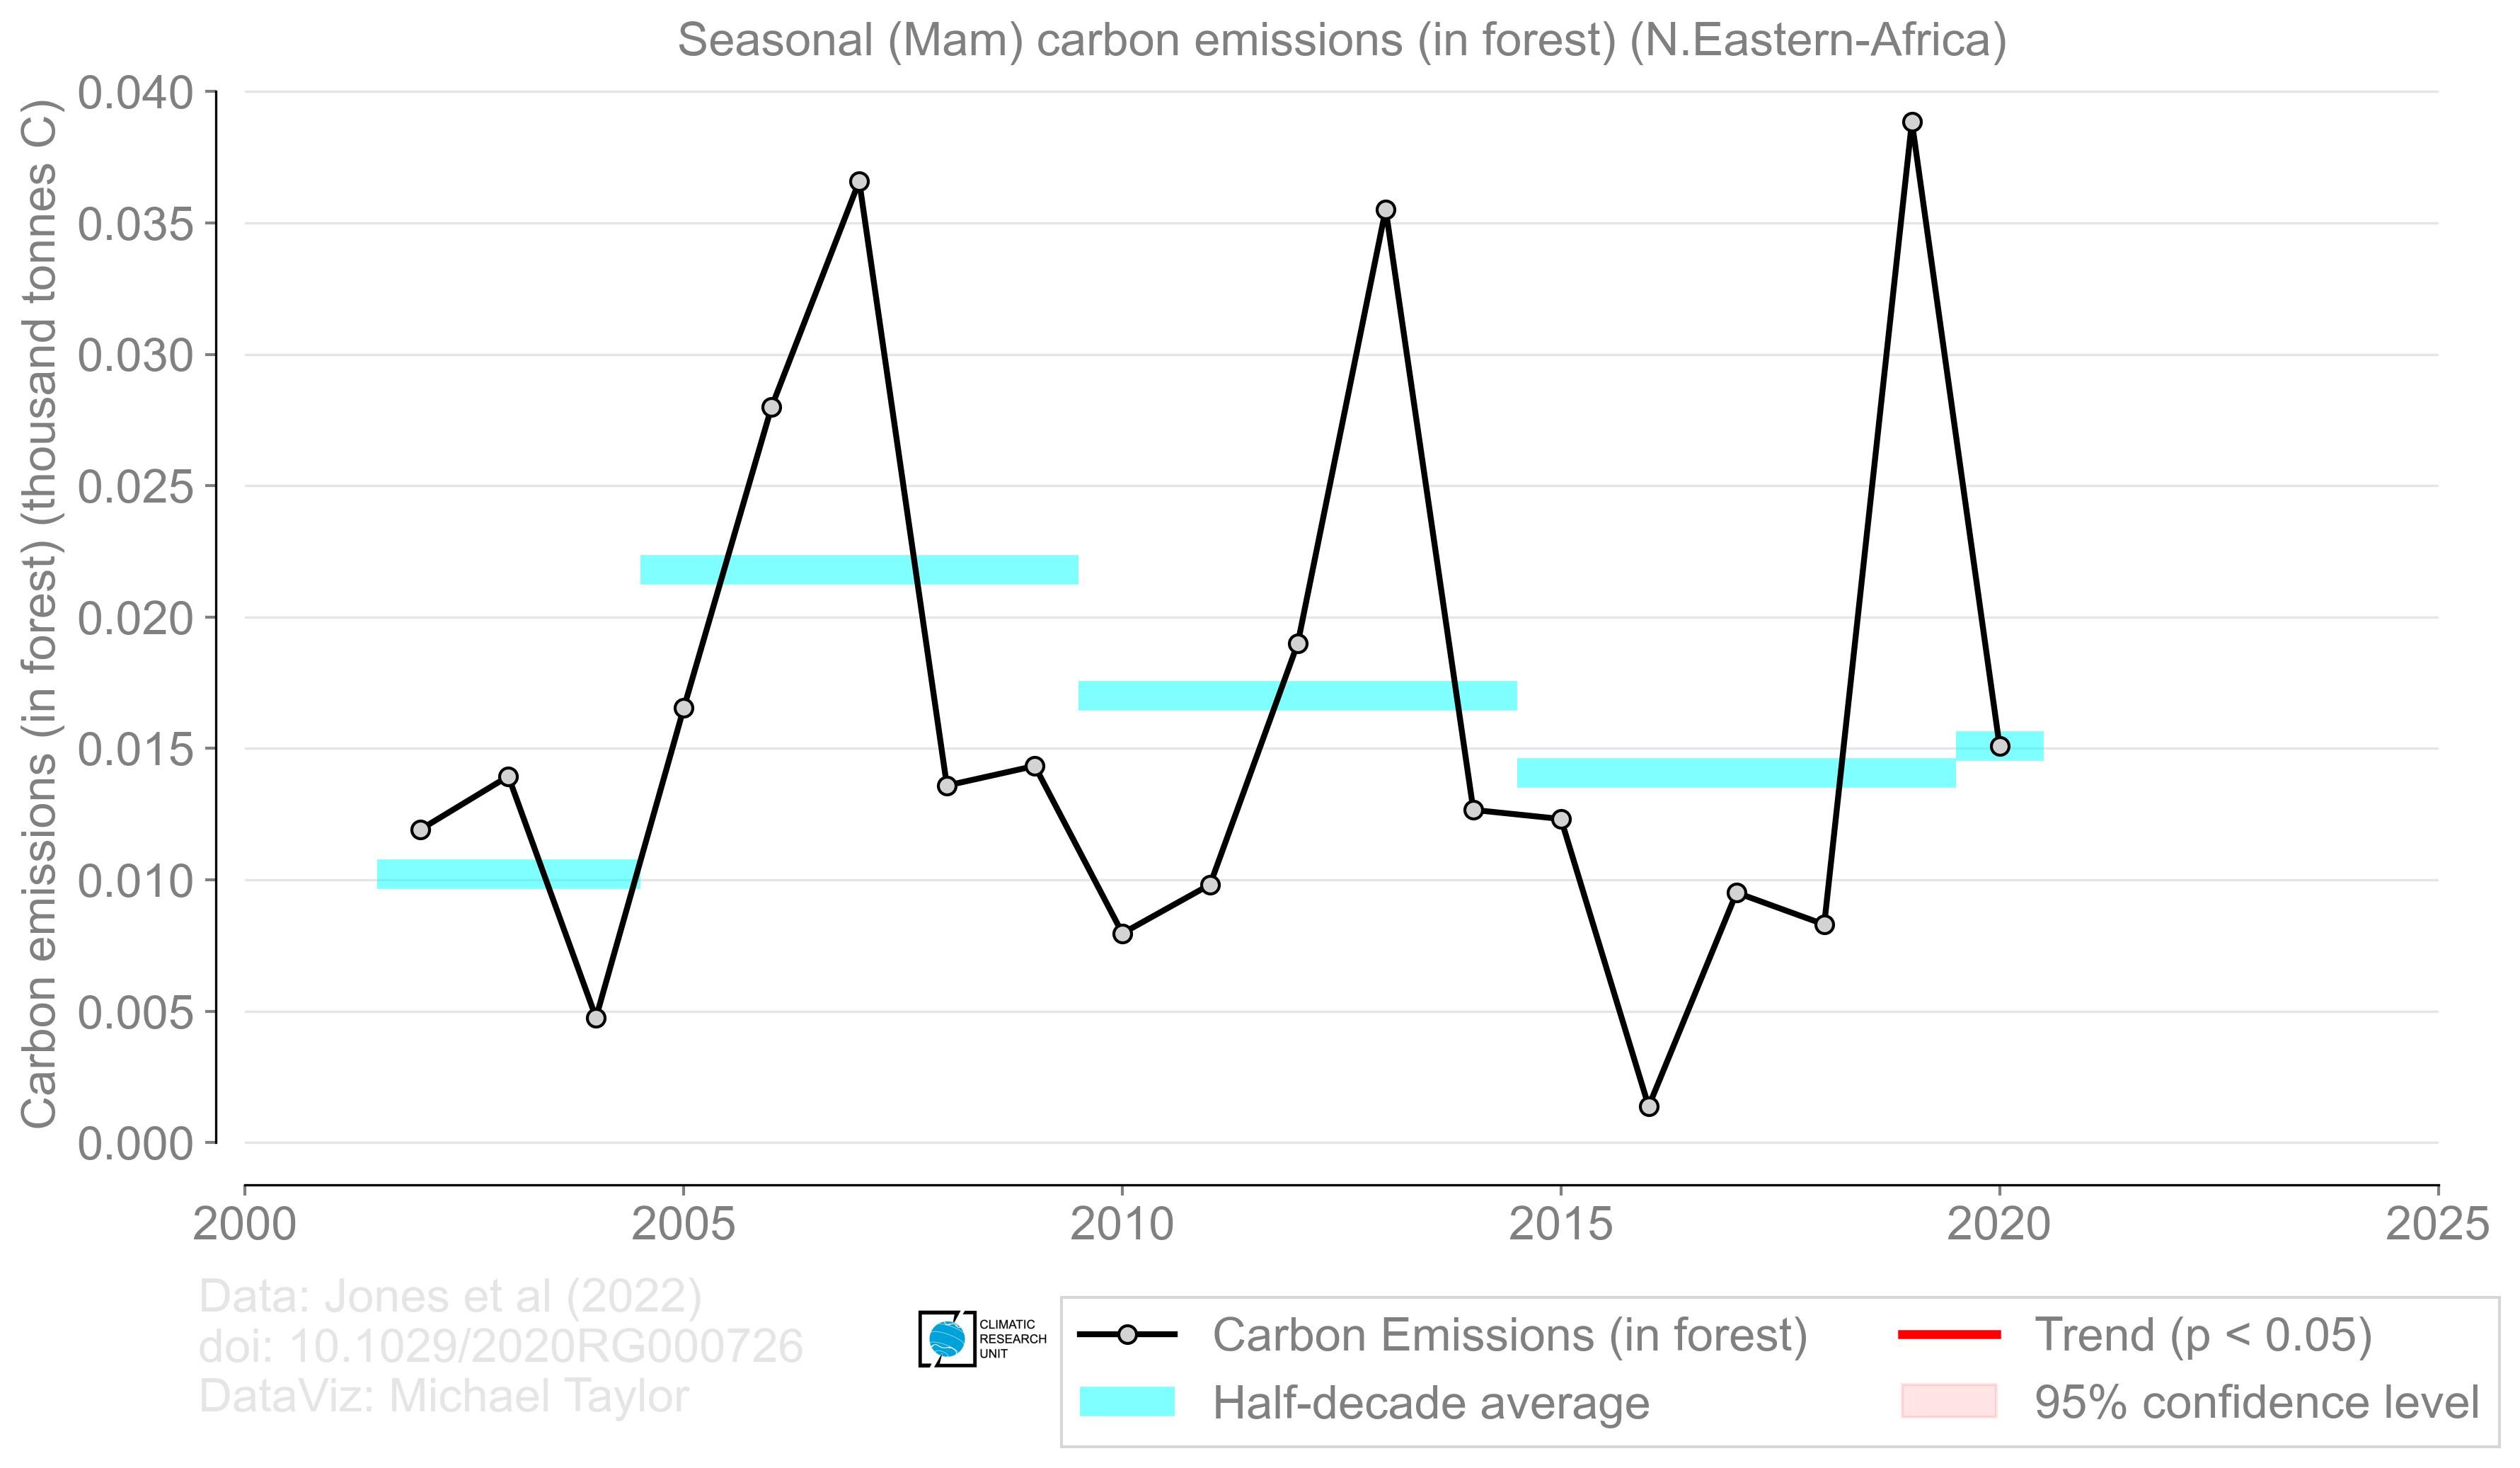 Seasonal (Mam) carbon emissions (in forest) (N.Eastern-Africa)
Carbon emissions (in forest) (thousand tonnes C)
0.040
0.035
0.030
0.025
0.020
0.015
0.010
0.005
0.000
2000
2005
2010
2015
2020
2025
Data: Jones et al (2022)
doi: 10.1029/2020RG000726
DataViz: Michael Taylor
CLIMATIC
RESEARCH
UNIT
Carbon Emissions (in forest)
Half-decade average
Trend (p < 0.05)
95% confidence level